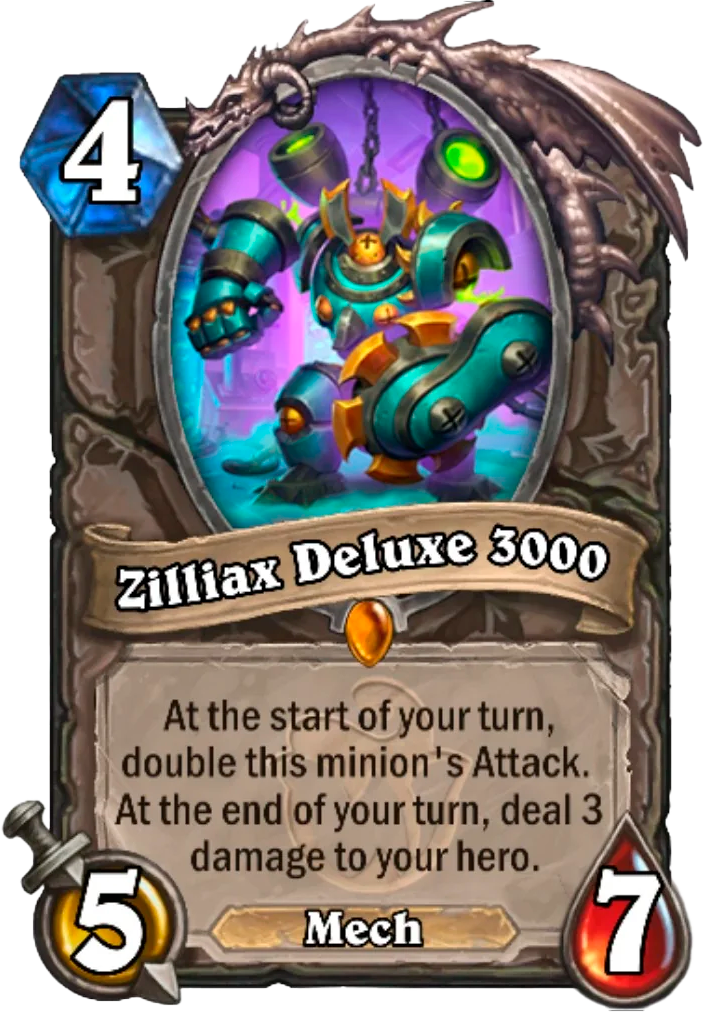 4
Zilliax Deluxe 3000
At the start of your turn,
double this minion's Attack.
At the end of your turn, deal 3
damage to your hero.
5
Mech
7